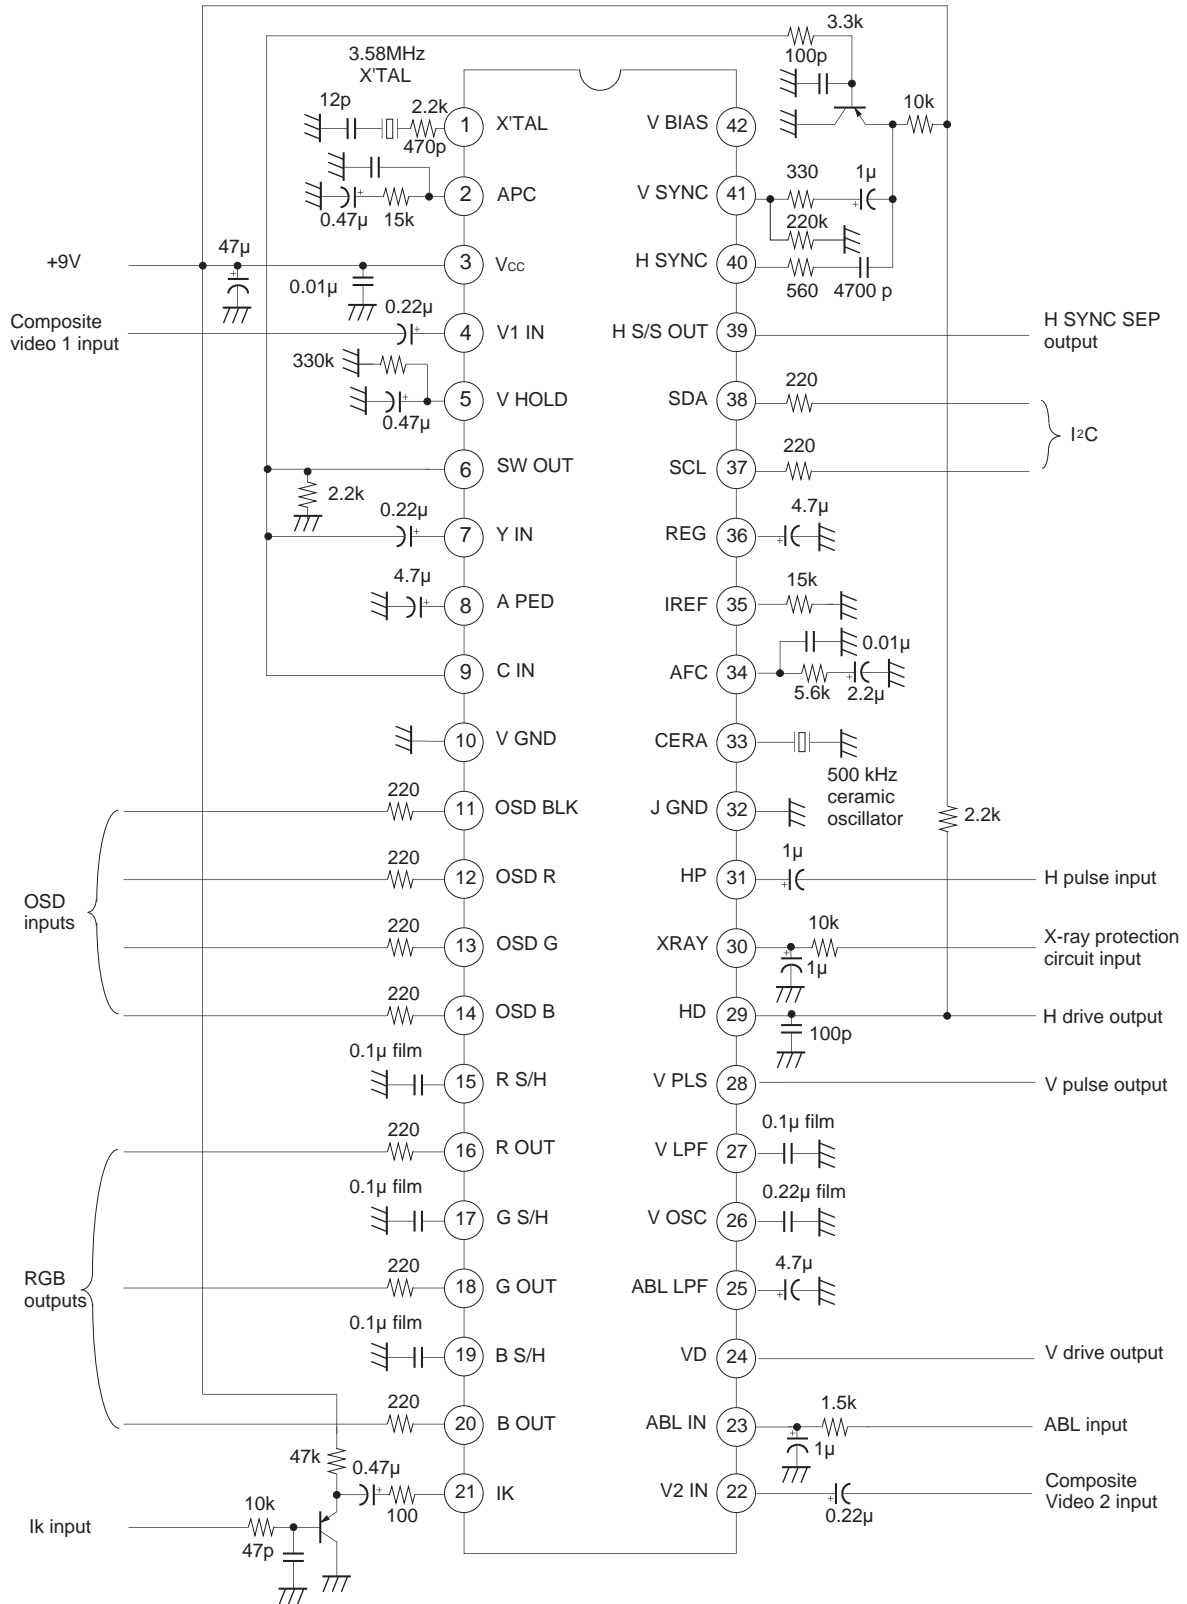 3.3k
3.58MHz
X'TAL
100p
12p
2.2k
1
X'TAL
V BIAS
42
10k
470p
2
APC
V SYNC
41
330
1µ
0.47µ
15k
220k
47µ
+9V
3
Vcc
H SYNC
40
0.01µ
560
4700 p
Composite
video 1 input
0.22µ
4
V1 IN
H S/S OUT
39
H SYNC SEP
output
330k
5
V HOLD
SDA
38
220
0.47µ
I2C
6
SW OUT
SCL
37
220
2.2k
0.22µ
7
Y IN
REG
36
4.7µ
4.7µ
8
A PED
IREF
35
15k
9
C IN
AFC
34
0.01µ
5.6k
2.2µ
10
V GND
CERA
33
500 kHz
ceramic
oscillator
220
11
OSD BLK
J GND
32
2.2k
220
12
OSD R
HP
31
1µ
H pulse input
OSD
inputs
220
13
OSD G
XRAY
30
10k
1µ
X-ray protection
circuit input
220
14
OSD B
HD
29
100p
H drive output
0.1µ film
15
R S/H
V PLS
28
V pulse output
220
16
R OUT
V LPF
27
0.1µ film
0.1µ film
17
G S/H
V OSC
26
0.22µ film
RGB
outputs
220
18
G OUT
ABL LPF
25
4.7µ
0.1µ film
19
B S/H
VD
24
V drive output
220
20
B OUT
ABL IN
23
1.5k
1µ
ABL input
47k
0.47µ
100
21
IK
V2 IN
22
0.22µ
Composite
Video 2 input
Ik input
10k
47p